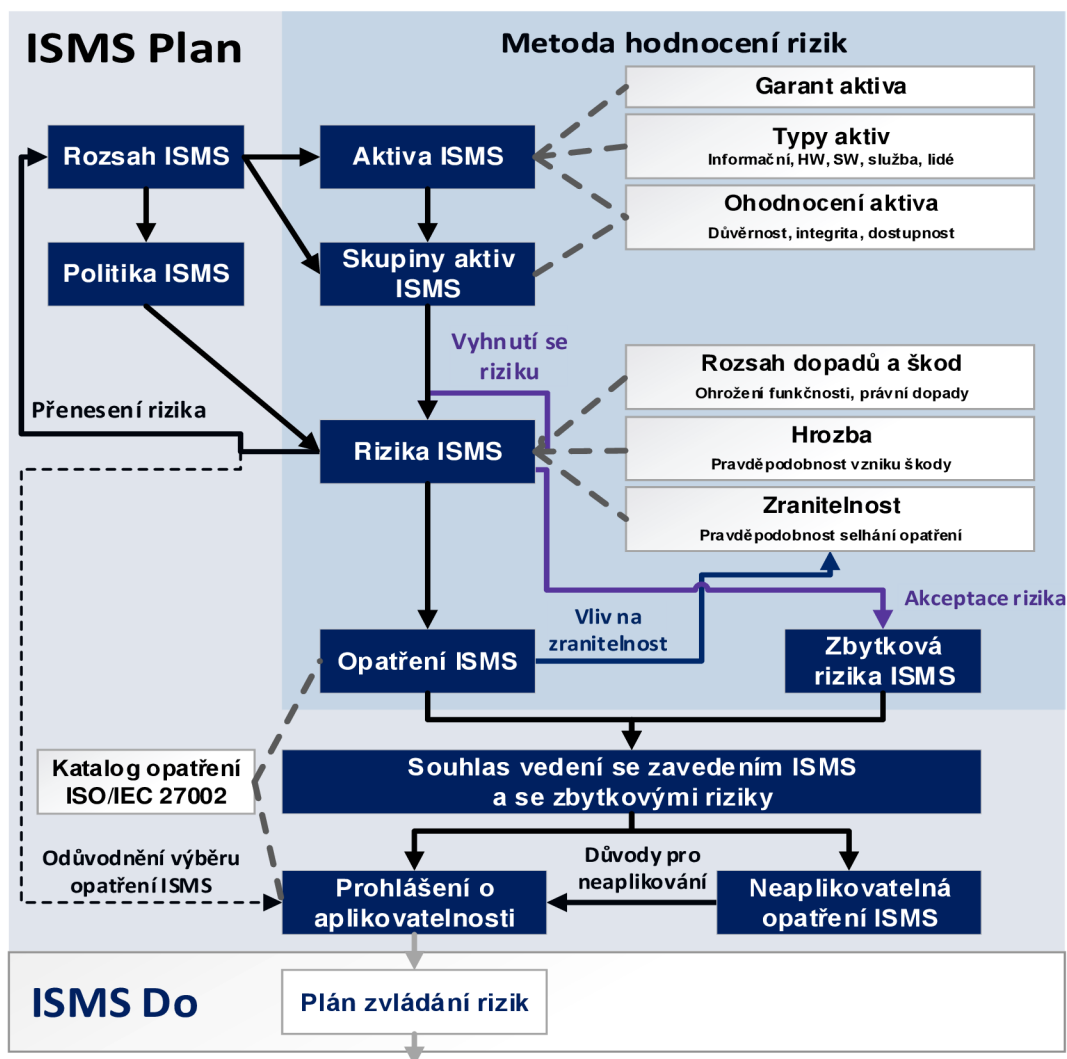 ISMS Plan
Metoda hodnocení rizik
Garant aktiva
Rozsah ISMS
Aktiva ISMS
Typy aktiv
Informační, HW, SW, služba, lidé
Ohodnocení aktiva
Důvěrnost, integrita, dostupnost
Politika ISMS
Skupiny aktiv
ISMS
Vyhnutí se
riziku
Rozsah dopadů a škod
Ohrožení funkčnosti, právní dopady
Přenesení rizika
Rizika ISMS
Hrozba
Pravděpodobnost vzniku škody
Zranitelnost
Pravděpodobnost selhání opatření
Akceptace rizika
Vliv na
zranitelnost
Opatření ISMS
Zbytková
rizika ISMS
Katalog opatření
ISO/IEC 27002
Souhlas vedení se zavedením ISMS
a se zbytkovými riziky
Odůvodnění výběru
opatření ISMS
Důvody pro
neaplikování
Prohlášení o
aplikovatelnosti
Neaplikovatelná
opatření ISMS
ISMS Do
Plán zvládání rizik